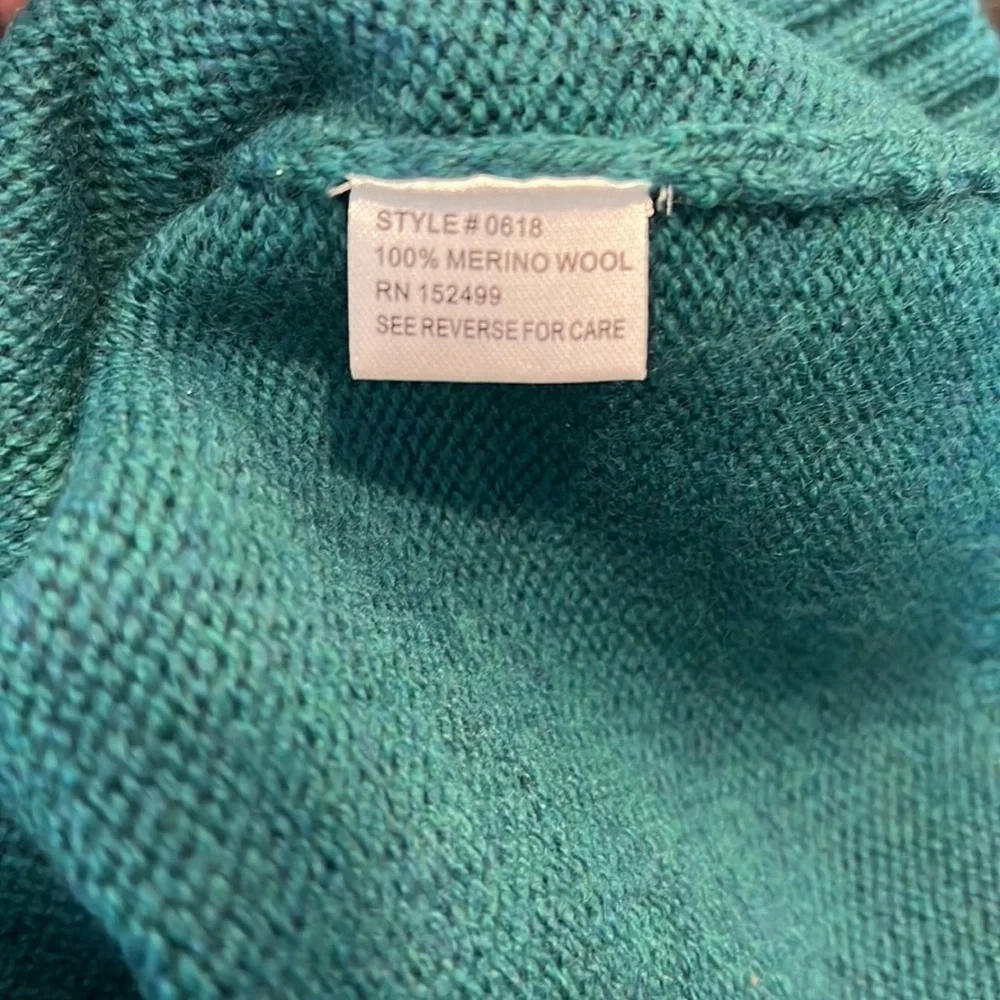 STYLE # 0618
100% MERINO WOOL
RN 152499
SEE REVERSE FOR CARE